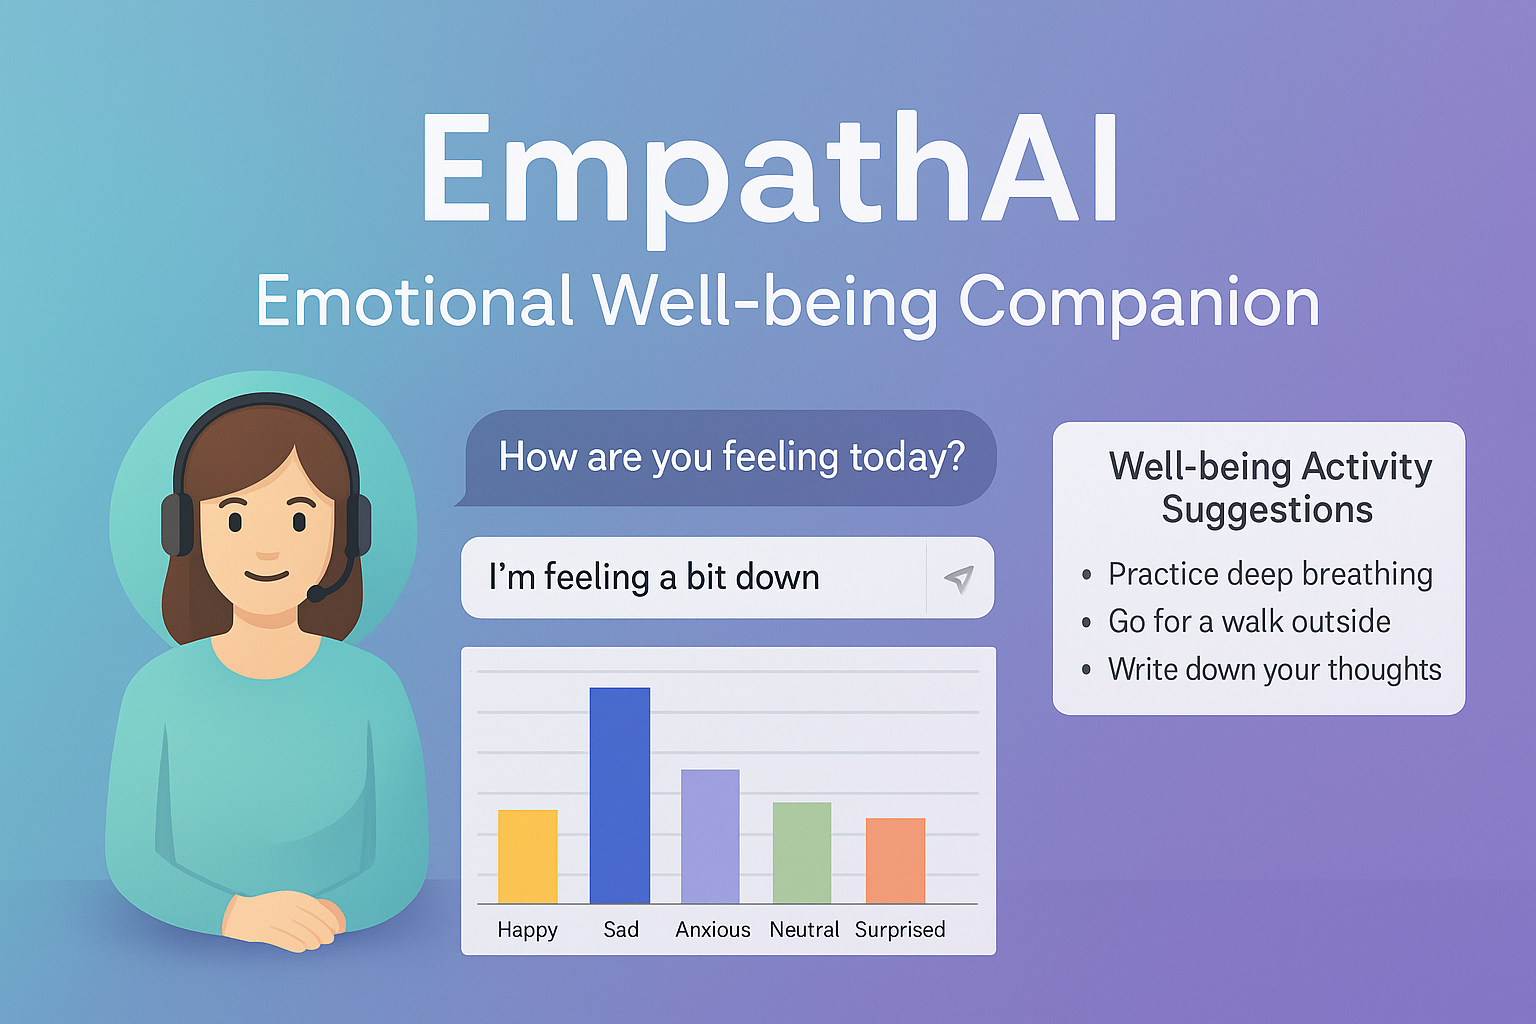 EmpathAI
Emotional Well-being Companion
How are you feeling today?
I'm feeling a bit down
Happy
Sad
Anxious
Neutral
Surprised
Well-being Activity
Suggestions
• Practice deep breathing
• Go for a walk outside
• Write down your thoughts